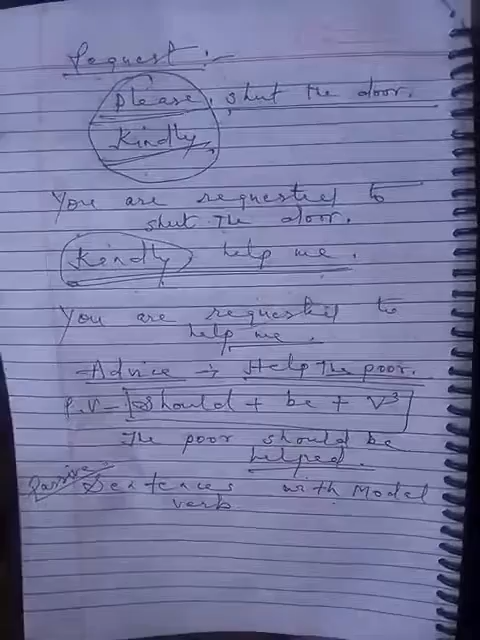 Request :-
Please, shut the door.
Kindly
You are requested to
shut the door.
Kindly help me.
You are requested to
help me.
Advice → Help the poor.
P.V - should + be + V³
The poor should be
helped.
Passive Sentences with Model
verb